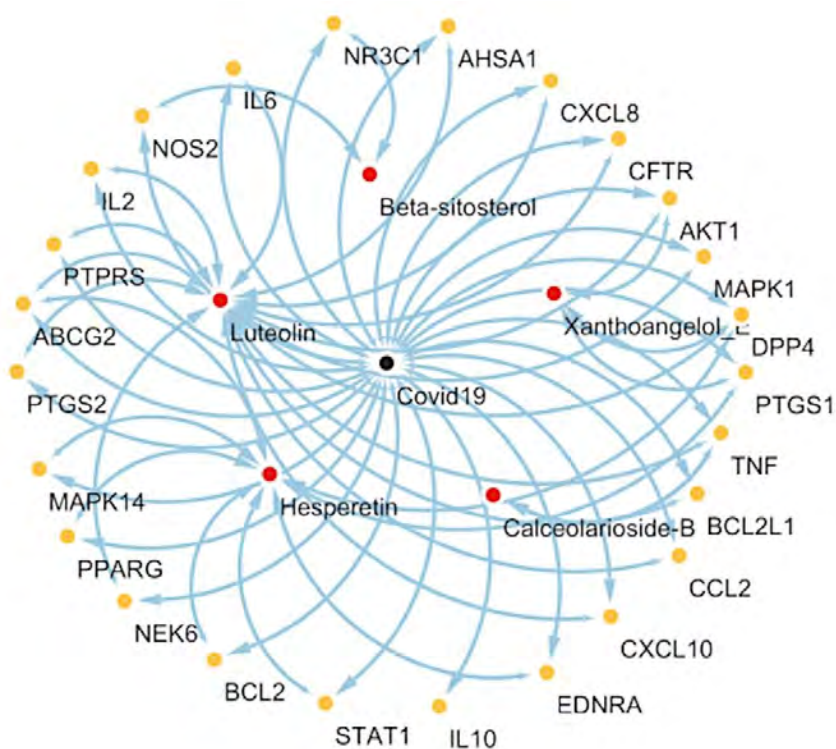 NR3C1
AHSA1
IL6
CXCL8
NOS2
CFTR
IL2
Beta-sitosterol
AKT1
PTPRS
MAPK1
ABCG2
Luteolin
Xanthoangelol_E
DPP4
Covid19
PTGS2
PTGS1
TNF
MAPK14
Hesperetin
Calceolarioside-B
BCL2L1
PPARG
CCL2
NEK6
CXCL10
BCL2
EDNRA
STAT1
IL10